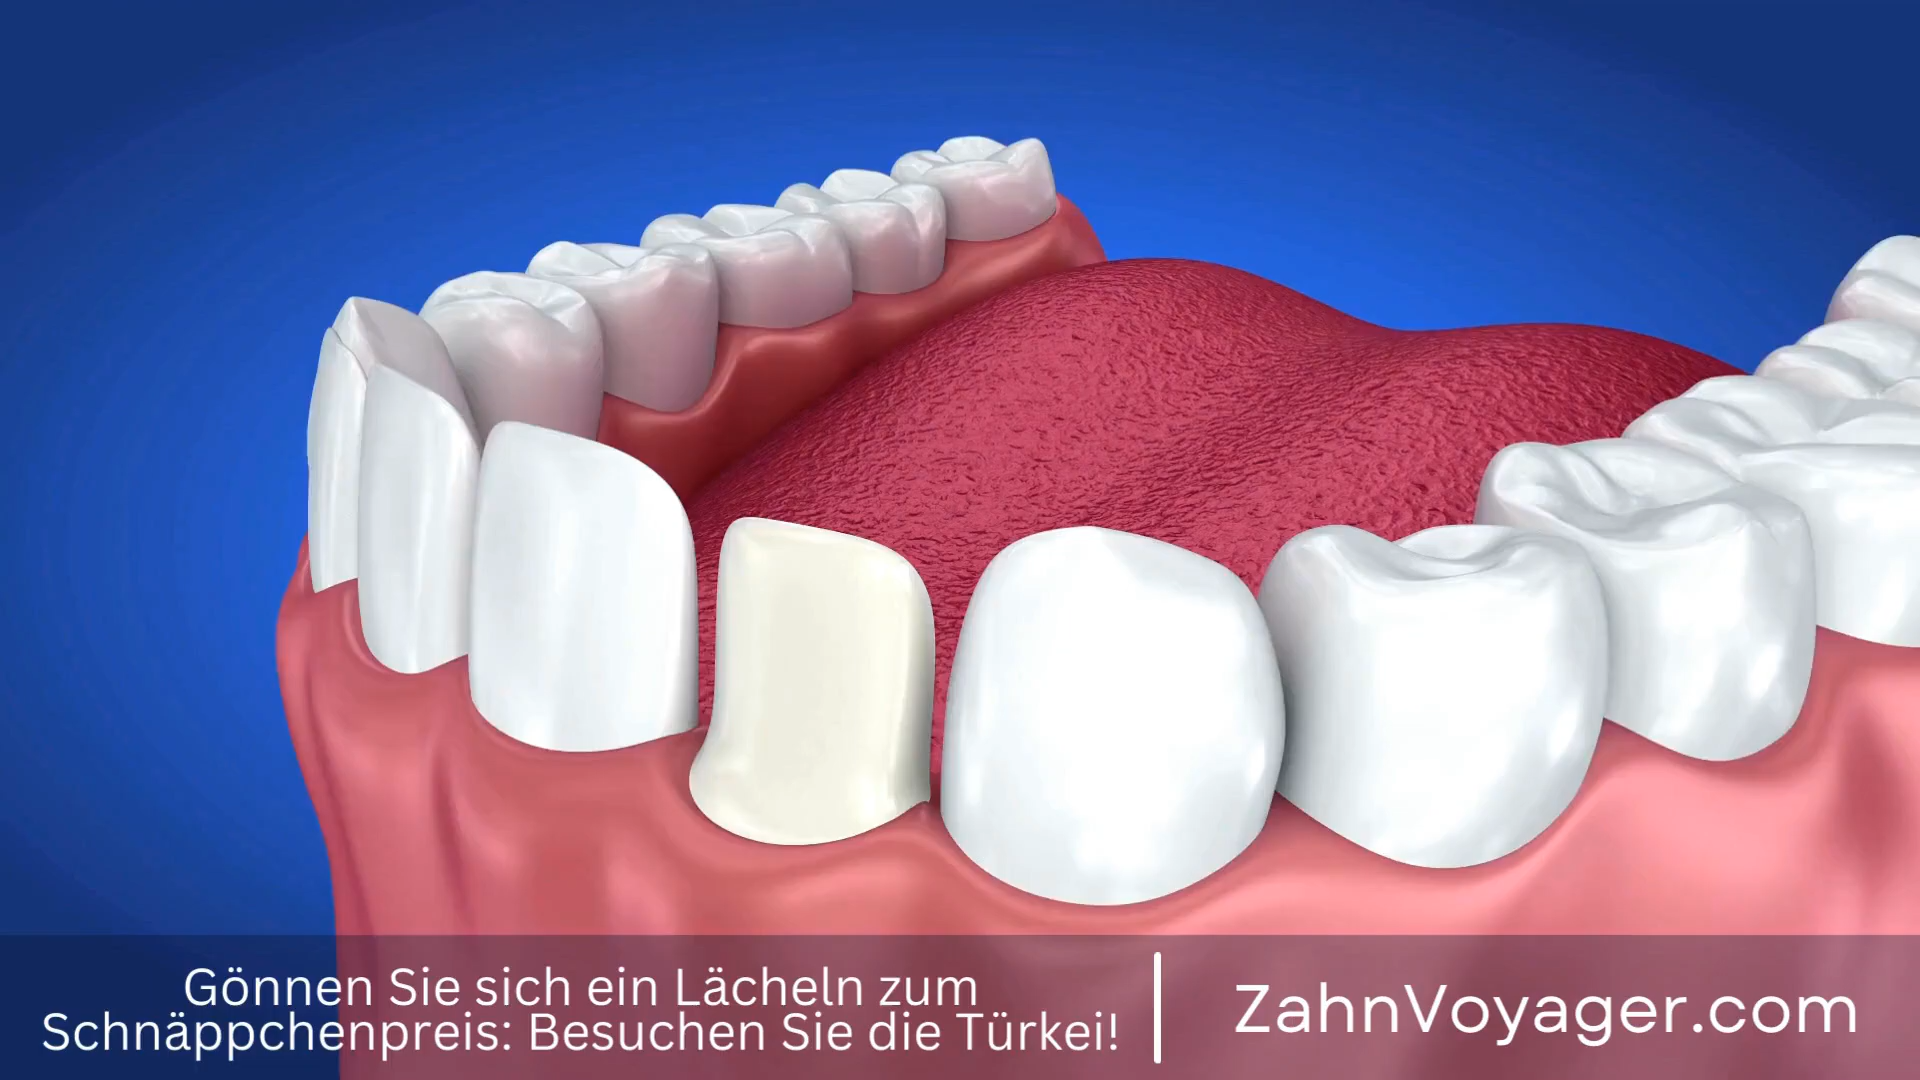 Gönnen Sie sich ein Lächeln zum
Schnäppchenpreis: Besuchen Sie die Türkei!
ZahnVoyager.com